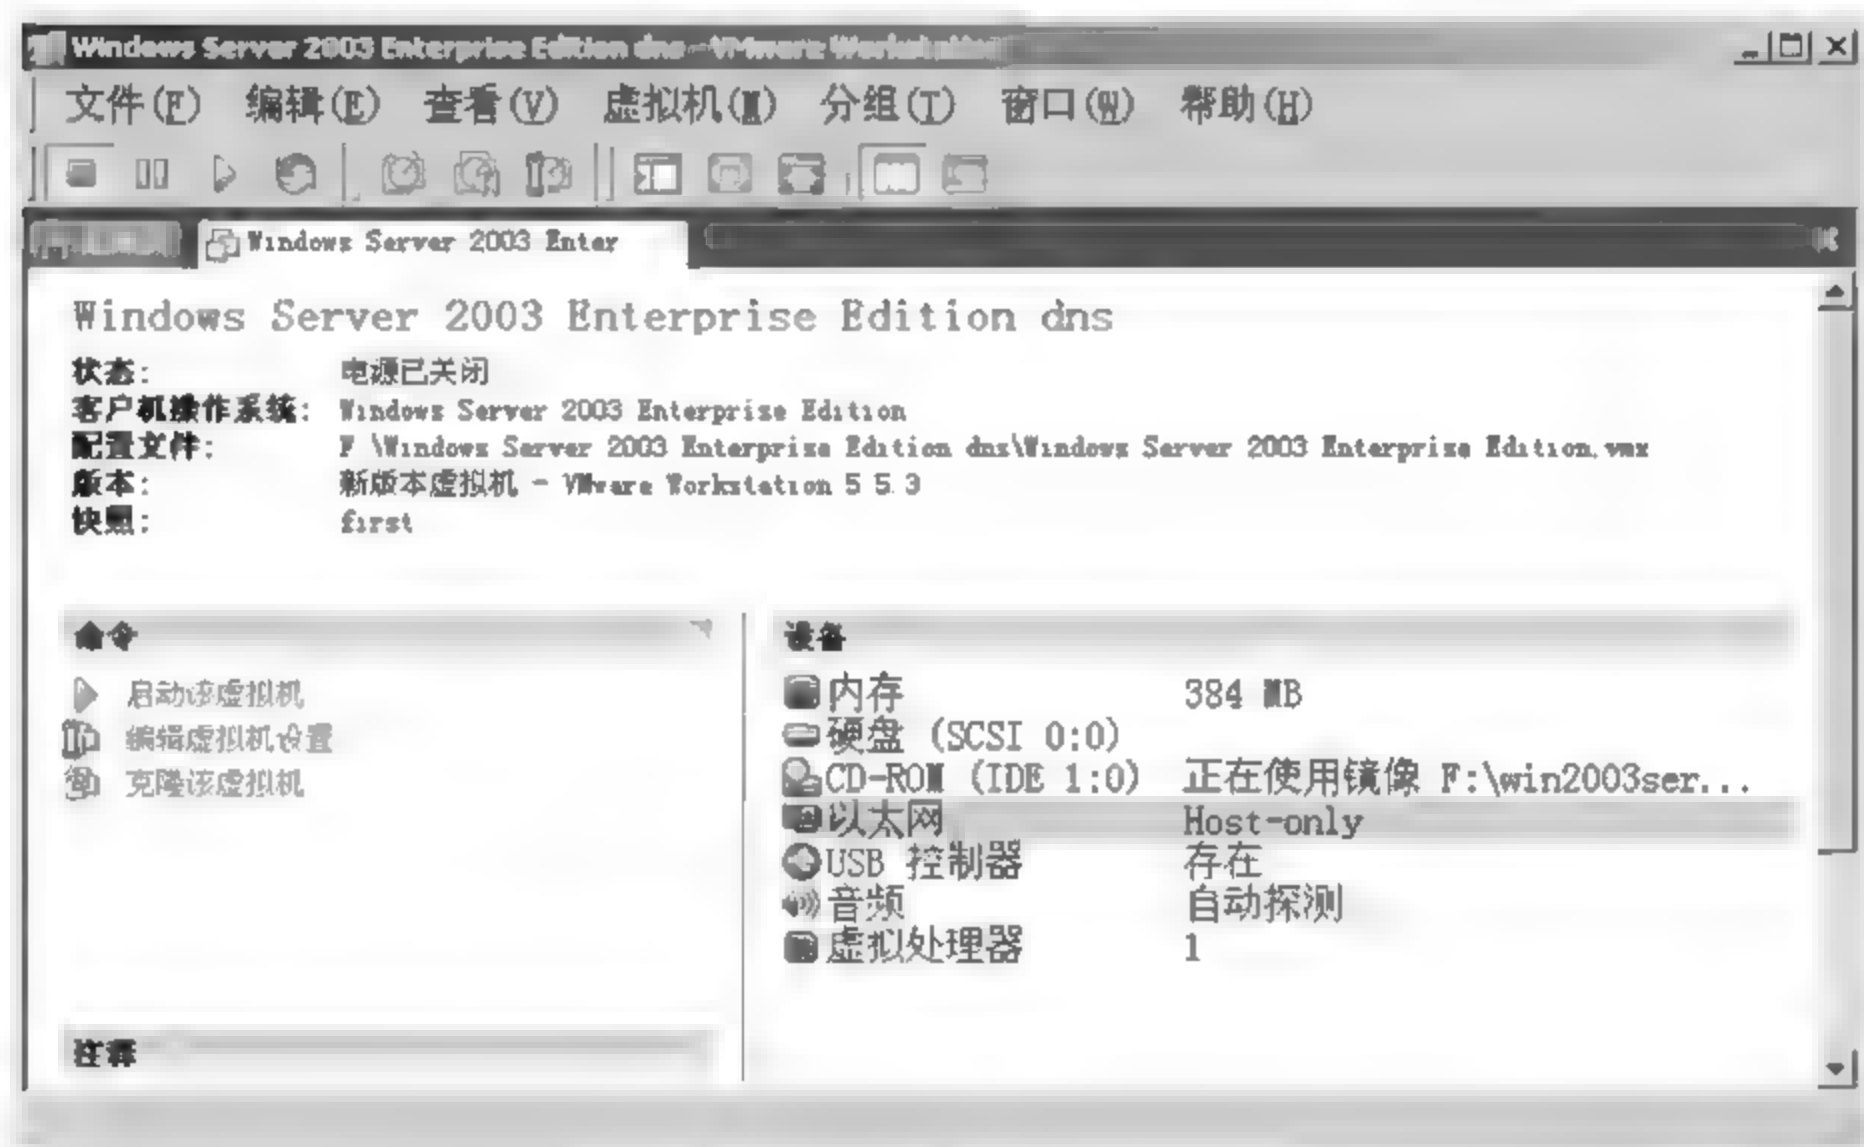 Windows Server 2003 Enterprise Edition dns - VMware Workstation
文件(F) 编辑(E) 查看(V) 虚拟机(M) 分组(T) 窗口(W) 帮助(H)
Windows Server 2003 Enter
Windows Server 2003 Enterprise Edition dns
状态: 电源已关闭
客户机操作系统: Windows Server 2003 Enterprise Edition
配置文件: F \Windows Server 2003 Enterprise Edition dns\Windows Server 2003 Enterprise Edition.vmx
版本: 新版本虚拟机 - VMware Workstation 5 5.3
快照: first
命令
设备
启动该虚拟机
编辑虚拟机设置
克隆该虚拟机
内存 384 MB
硬盘 (SCSI 0:0)
CD-ROM (IDE 1:0) 正在使用镜像 F:\win2003ser...
以太网 Host-only
USB 控制器 存在
音频 自动探测
虚拟处理器 1
注释